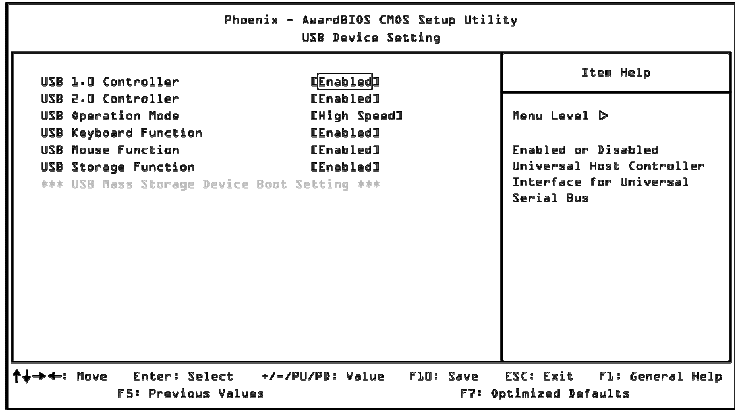 Phoenix - AwardBIOS CMOS Setup Utility
USB Device Setting
USB 1.0 Controller [Enabled]
USB 2.0 Controller [Enabled]
USB Operation Mode [High Speed]
USB Keyboard Function [Enabled]
USB Mouse Function [Enabled]
USB Storage Function [Enabled]
*** USB Mass Storage Device Boot Setting ***
Item Help
Menu Level ▷
Enabled or Disabled
Universal Host Controller
Interface for Universal
Serial Bus
↑↓→←: Move Enter: Select +/-/PU/PD: Value F10: Save ESC: Exit F1: General Help
F5: Previous Values F7: Optimized Defaults